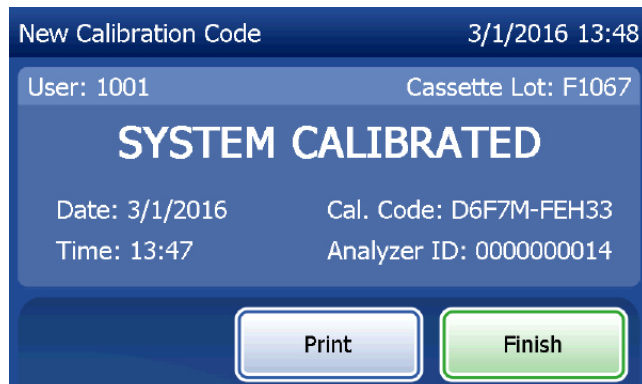 New Calibration Code 3/1/2016 13:48
User: 1001 Cassette Lot: F1067
SYSTEM CALIBRATED
Date: 3/1/2016 Cal. Code: D6F7M-FEH33
Time: 13:47 Analyzer ID: 0000000014
Print Finish